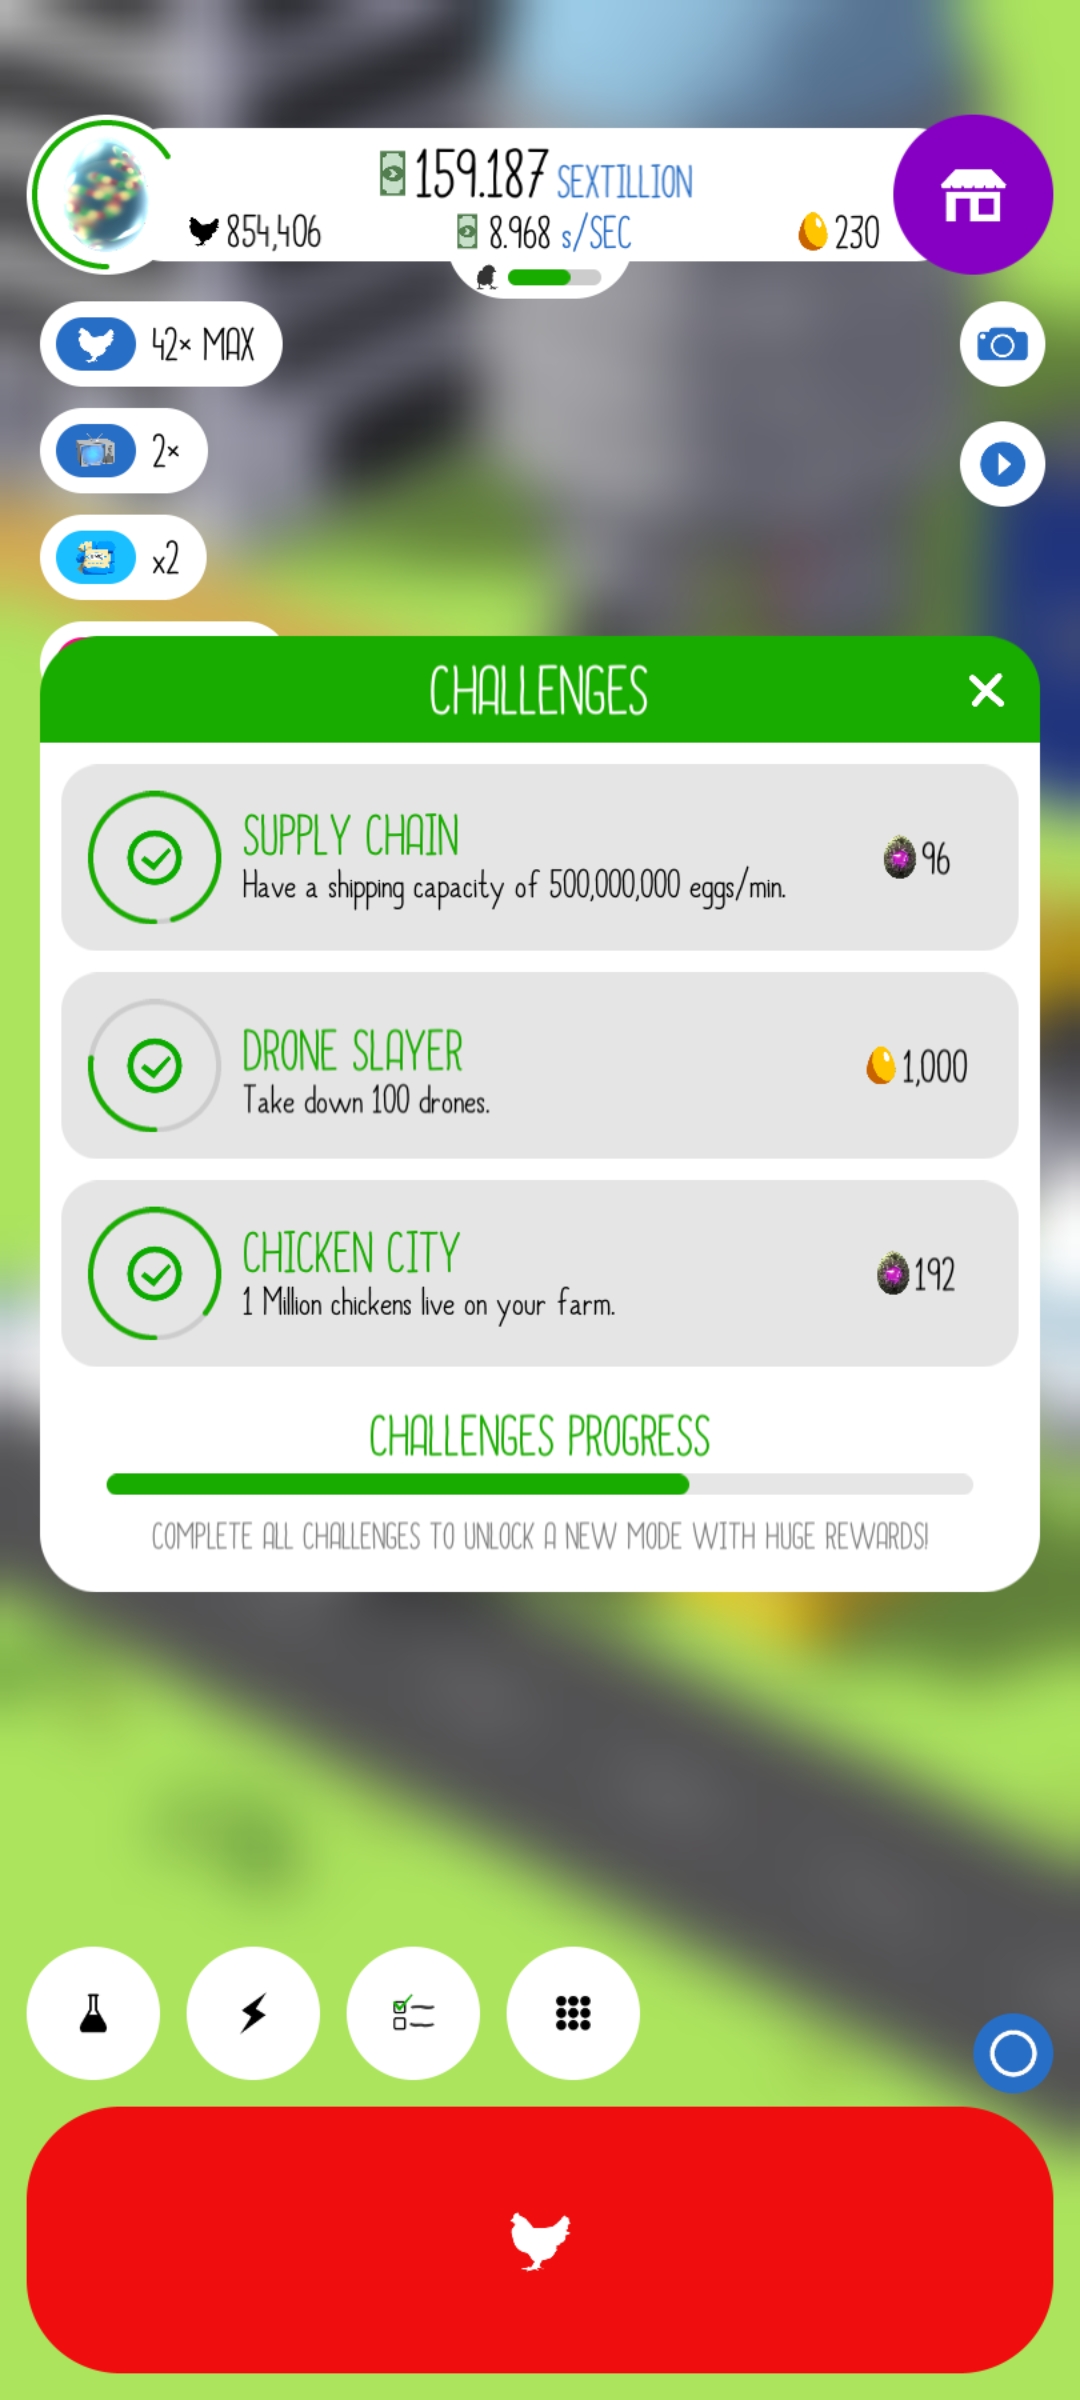 159.187 SEXTILLION
854,406 8.968 s/SEC 230
42× MAX
2×
x2
CHALLENGES
SUPPLY CHAIN
Have a shipping capacity of 500,000,000 eggs/min.
96
DRONE SLAYER
Take down 100 drones.
1,000
CHICKEN CITY
1 Million chickens live on your farm.
192
CHALLENGES PROGRESS
COMPLETE ALL CHALLENGES TO UNLOCK A NEW MODE WITH HUGE REWARDS!